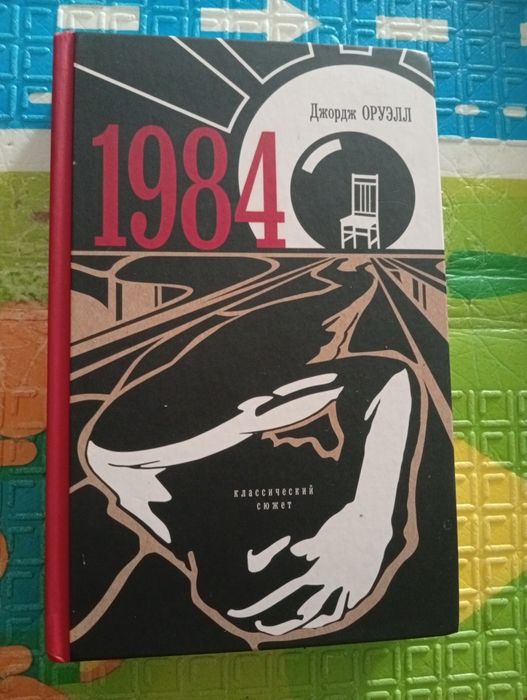 Джордж ОРУЭЛЛ
1984
классический
сюжет